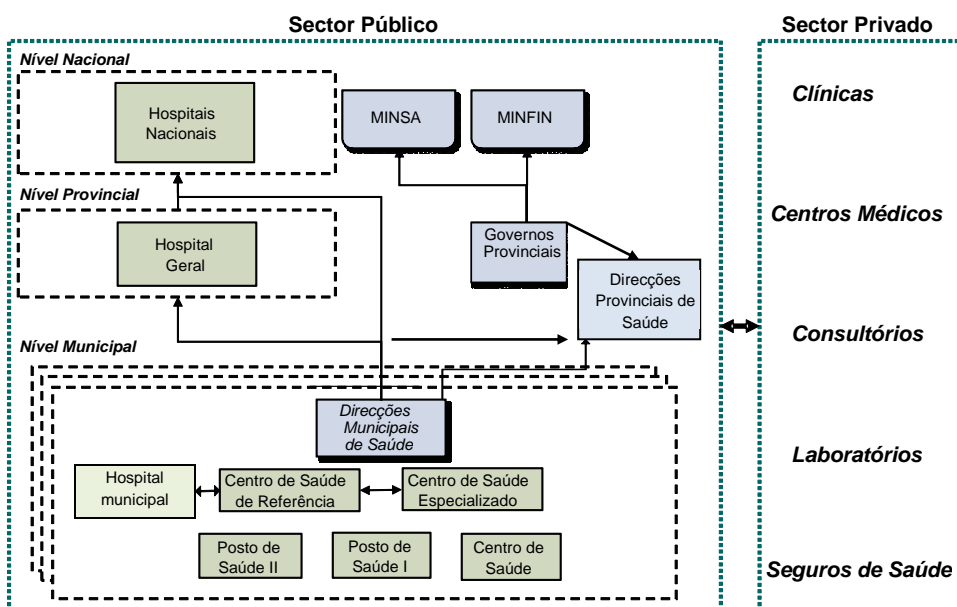 Sector Público
Sector Privado
Nível Nacional
Hospitais
Nacionais
MINSA
MINFIN
Clínicas
Nível Provincial
Hospital
Geral
Governos
Provinciais
Centros Médicos
Direcções
Provinciais de
Saúde
Nível Municipal
Consultórios
Direcções
Municipais
de Saúde
Hospital
municipal
Centro de Saúde
de Referência
Centro de Saúde
Especializado
Laboratórios
Posto de
Saúde II
Posto de
Saúde I
Centro de
Saúde
Seguros de Saúde